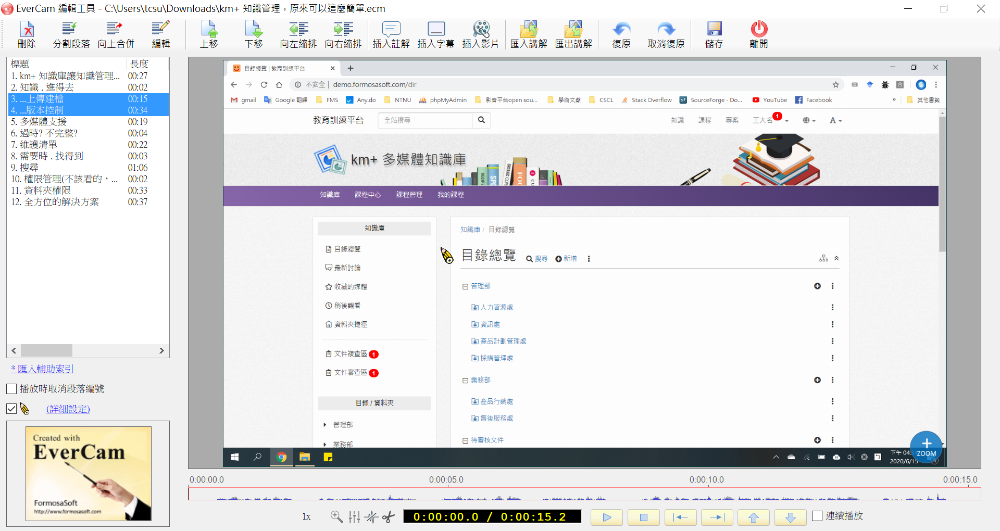 EverCam 編輯工具 - C:\Users\tcsu\Downloads\km+ 知識管理，原來可以這麼簡單.ecm
刪除 分割段落 向上合併 編輯 上移 下移 向左縮排 向右縮排 插入註解 插入字幕 插入影片 匯入講解 匯出講解 復原 取消復原 儲存 離開
標題 長度
1. km+ 知識庫讓知識管理... 00:27
2. 知識 . 進得去 00:02
3. ...上傳建檔 00:15
4. ...版本控制 00:34
5. 多媒體支援 00:19
6. 過時? 不完整? 00:04
7. 維護清單 00:22
8. 需要時 . 找得到 00:03
9. 搜尋 01:06
10. 權限管理(不該看的，... 00:02
11. 資料夾權限 00:33
12. 全方位的解決方案 00:37
* 匯入輔助索引
播放時取消段落編號
(詳細設定)
Created with
EverCam
FormosaSoft
http://www.formosasoft.com
目錄總覽 | 教育訓練平台
不安全 | demo.formosasoft.com/dir
gmail Google 翻譯 FMS Any.do NTNU phpMyAdmin 影音平台open sou... 學術文獻 CSCL Stack Overflow SourceForge - Do... YouTube Facebook » 其他書籤
教育訓練平台 全站搜尋 知識 課程 專案 王大名 1 A
km+ 多媒體知識庫
知識庫 課程中心 課程管理 我的課程
知識庫
目錄總覽
最新討論
收藏的媒體
稍後觀看
資料夾捷徑
文件複查區 1
文件審查區 1
目錄 / 資料夾
管理部
業務部
知識庫 / 目錄總覽
目錄總覽 搜尋 新增
管理部
人力資源處
資訊處
產品計劃管理處
採購管理處
業務部
產品行銷處
售後服務處
待審核文件
ZOOM
下午 04:
2020/6/15
0:00:00.0 0:00:05.0 0:00:10.0 0:00:15.0
1x 0:00:00.0 / 0:00:15.2 連續播放